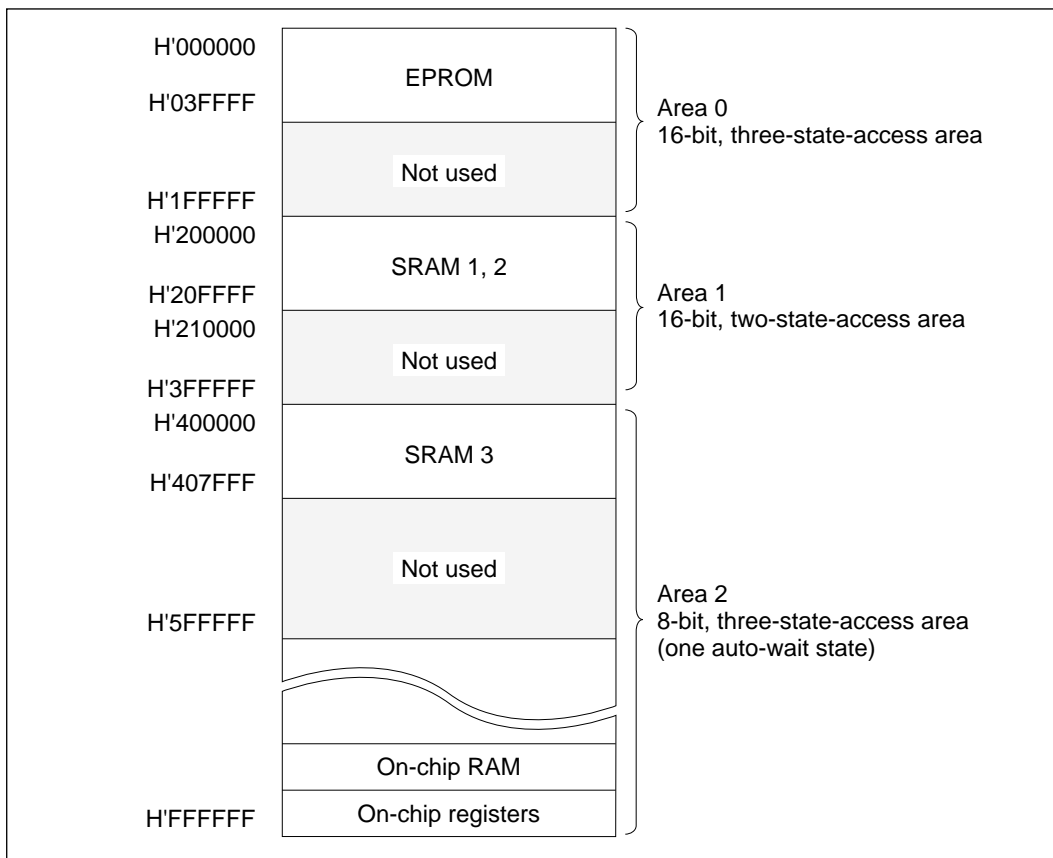 H'000000
EPROM
H'03FFFF
Area 0
16-bit, three-state-access area
Not used
H'1FFFFF
H'200000
SRAM 1, 2
H'20FFFF
Area 1
16-bit, two-state-access area
H'210000
Not used
H'3FFFFF
H'400000
SRAM 3
H'407FFF
Not used
Area 2
8-bit, three-state-access area
(one auto-wait state)
H'5FFFFF
On-chip RAM
On-chip registers
H'FFFFFF